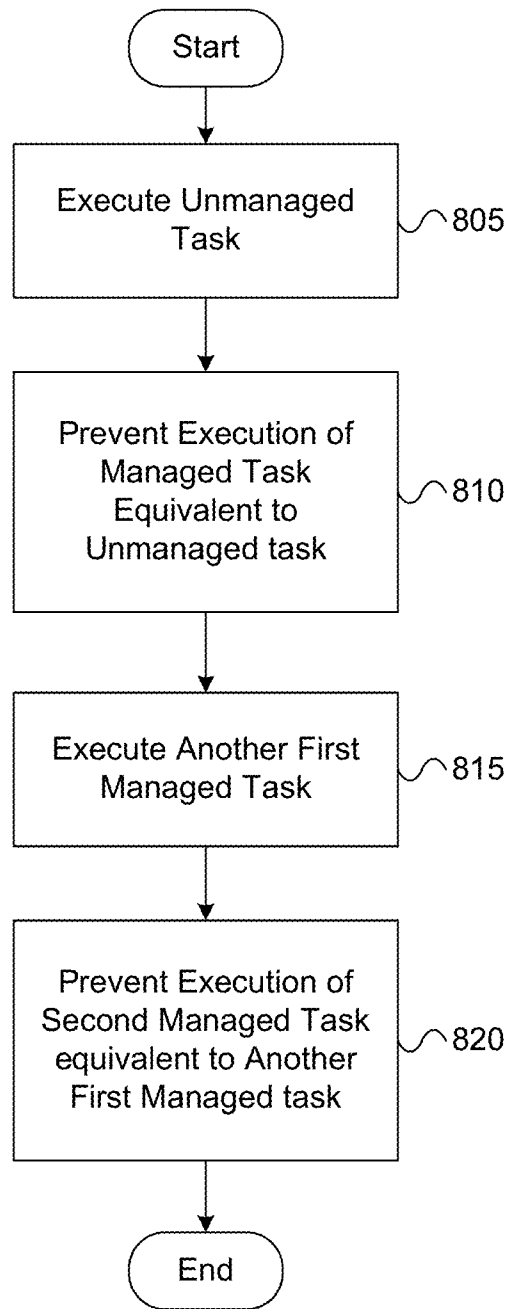 Start
Execute Unmanaged
Task
805
Prevent Execution of
Managed Task
Equivalent to
Unmanaged task
810
Execute Another First
Managed Task
815
Prevent Execution of
Second Managed Task
equivalent to Another
First Managed task
820
End